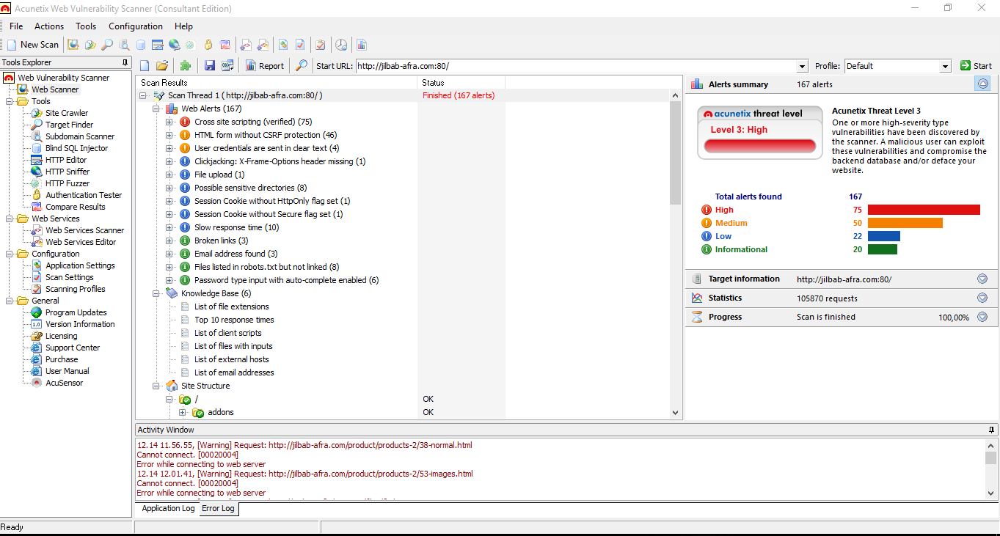 Acunetix Web Vulnerability Scanner (Consultant Edition)
File Actions Tools Configuration Help
New Scan
Tools Explorer
Web Vulnerability Scanner
Web Scanner
Tools
Site Crawler
Target Finder
Subdomain Scanner
Blind SQL Injector
HTTP Editor
HTTP Sniffer
HTTP Fuzzer
Authentication Tester
Compare Results
Web Services
Web Services Scanner
Web Services Editor
Configuration
Application Settings
Scan Settings
Scanning Profiles
General
Program Updates
1.0 Version Information
Licensing
Support Center
Purchase
User Manual
AcuSensor
Report Start URL: http://jilbab-afra.com:80/ Profile: Default Start
Scan Results Status
Scan Thread 1 ( http://jilbab-afra.com:80/ ) Finished (167 alerts)
Web Alerts (167)
Cross site scripting (verified) (75)
HTML form without CSRF protection (46)
User credentials are sent in clear text (4)
Clickjacking: X-Frame-Options header missing (1)
File upload (1)
Possible sensitive directories (8)
Session Cookie without HttpOnly flag set (1)
Session Cookie without Secure flag set (1)
Slow response time (10)
Broken links (3)
Email address found (3)
Files listed in robots.txt but not linked (8)
Password type input with auto-complete enabled (6)
Knowledge Base (6)
List of file extensions
Top 10 response times
List of client scripts
List of files with inputs
List of external hosts
List of email addresses
Site Structure
/ OK
addons OK
Alerts summary 167 alerts
acunetix threat level
Level 3: High
Acunetix Threat Level 3
One or more high-severity type
vulnerabilities have been discovered by
the scanner. A malicious user can exploit
these vulnerabilities and compromise the
backend database and/or deface your
website.
Total alerts found 167
High 75
Medium 50
Low 22
Informational 20
Target information http://jilbab-afra.com:80/
Statistics 105870 requests
Progress Scan is finished 100,00%
Activity Window
12.14 11.56.55, [Warning] Request: http://jilbab-afra.com/product/products-2/38-normal.html
Cannot connect. [00020004]
Error while connecting to web server
12.14 12.01.41, [Warning] Request: http://jilbab-afra.com/product/products-2/53-images.html
Cannot connect. [00020004]
Error while connecting to web server
Application Log Error Log
Ready